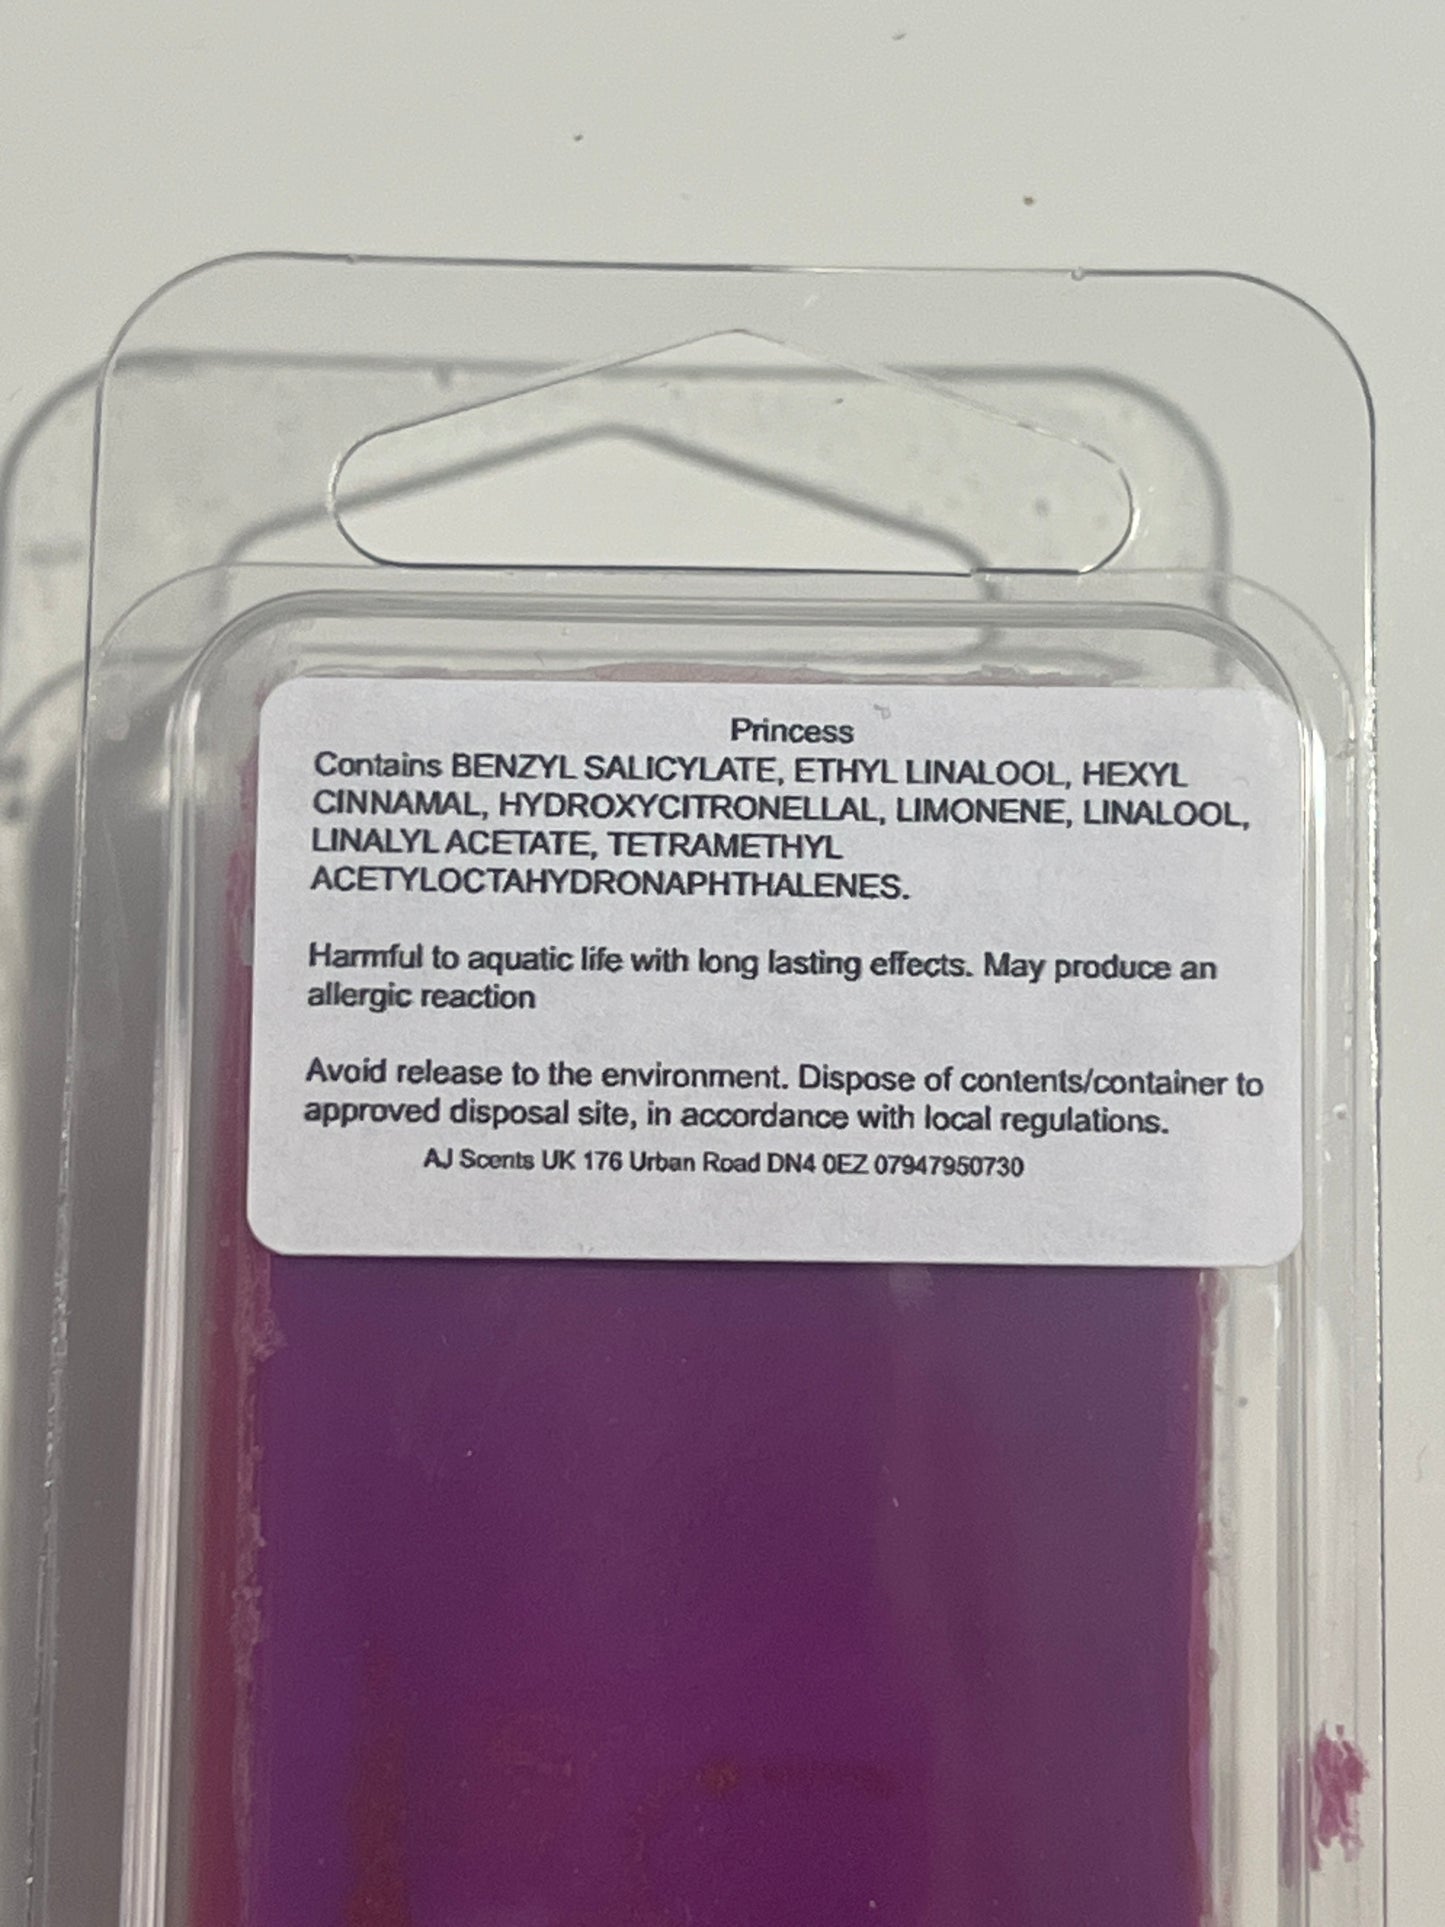 Princess
Contains BENZYL SALICYLATE, ETHYL LINALOOL, HEXYL
CINNAMAL, HYDROXYCITRONELLAL, LIMONENE, LINALOOL,
LINALYL ACETATE, TETRAMETHYL
ACETYLOCTAHYDRONAPHTHALENES.
Harmful to aquatic life with long lasting effects. May produce an
allergic reaction
Avoid release to the environment. Dispose of contents/container to
approved disposal site, in accordance with local regulations.
AJ Scents UK 176 Urban Road DN4 0EZ 07947950730